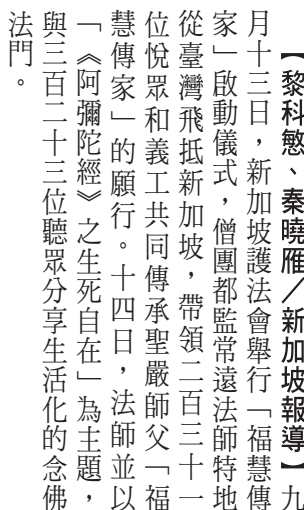 【黎科慜、秦曉雁／新加坡報導】九
月十三日，新加坡護法會舉行「福慧傳
家」啟動儀式，僧團都監常遠法師特地
從臺灣飛抵新加坡，帶領二百三十一
位悅眾和義工共同傳承聖嚴師父「福
慧傳家」的願行。十四日，法師並以
「《阿彌陀經》之生死自在」為主題，
與三百二十三位聽眾分享生活化的念佛
法門。